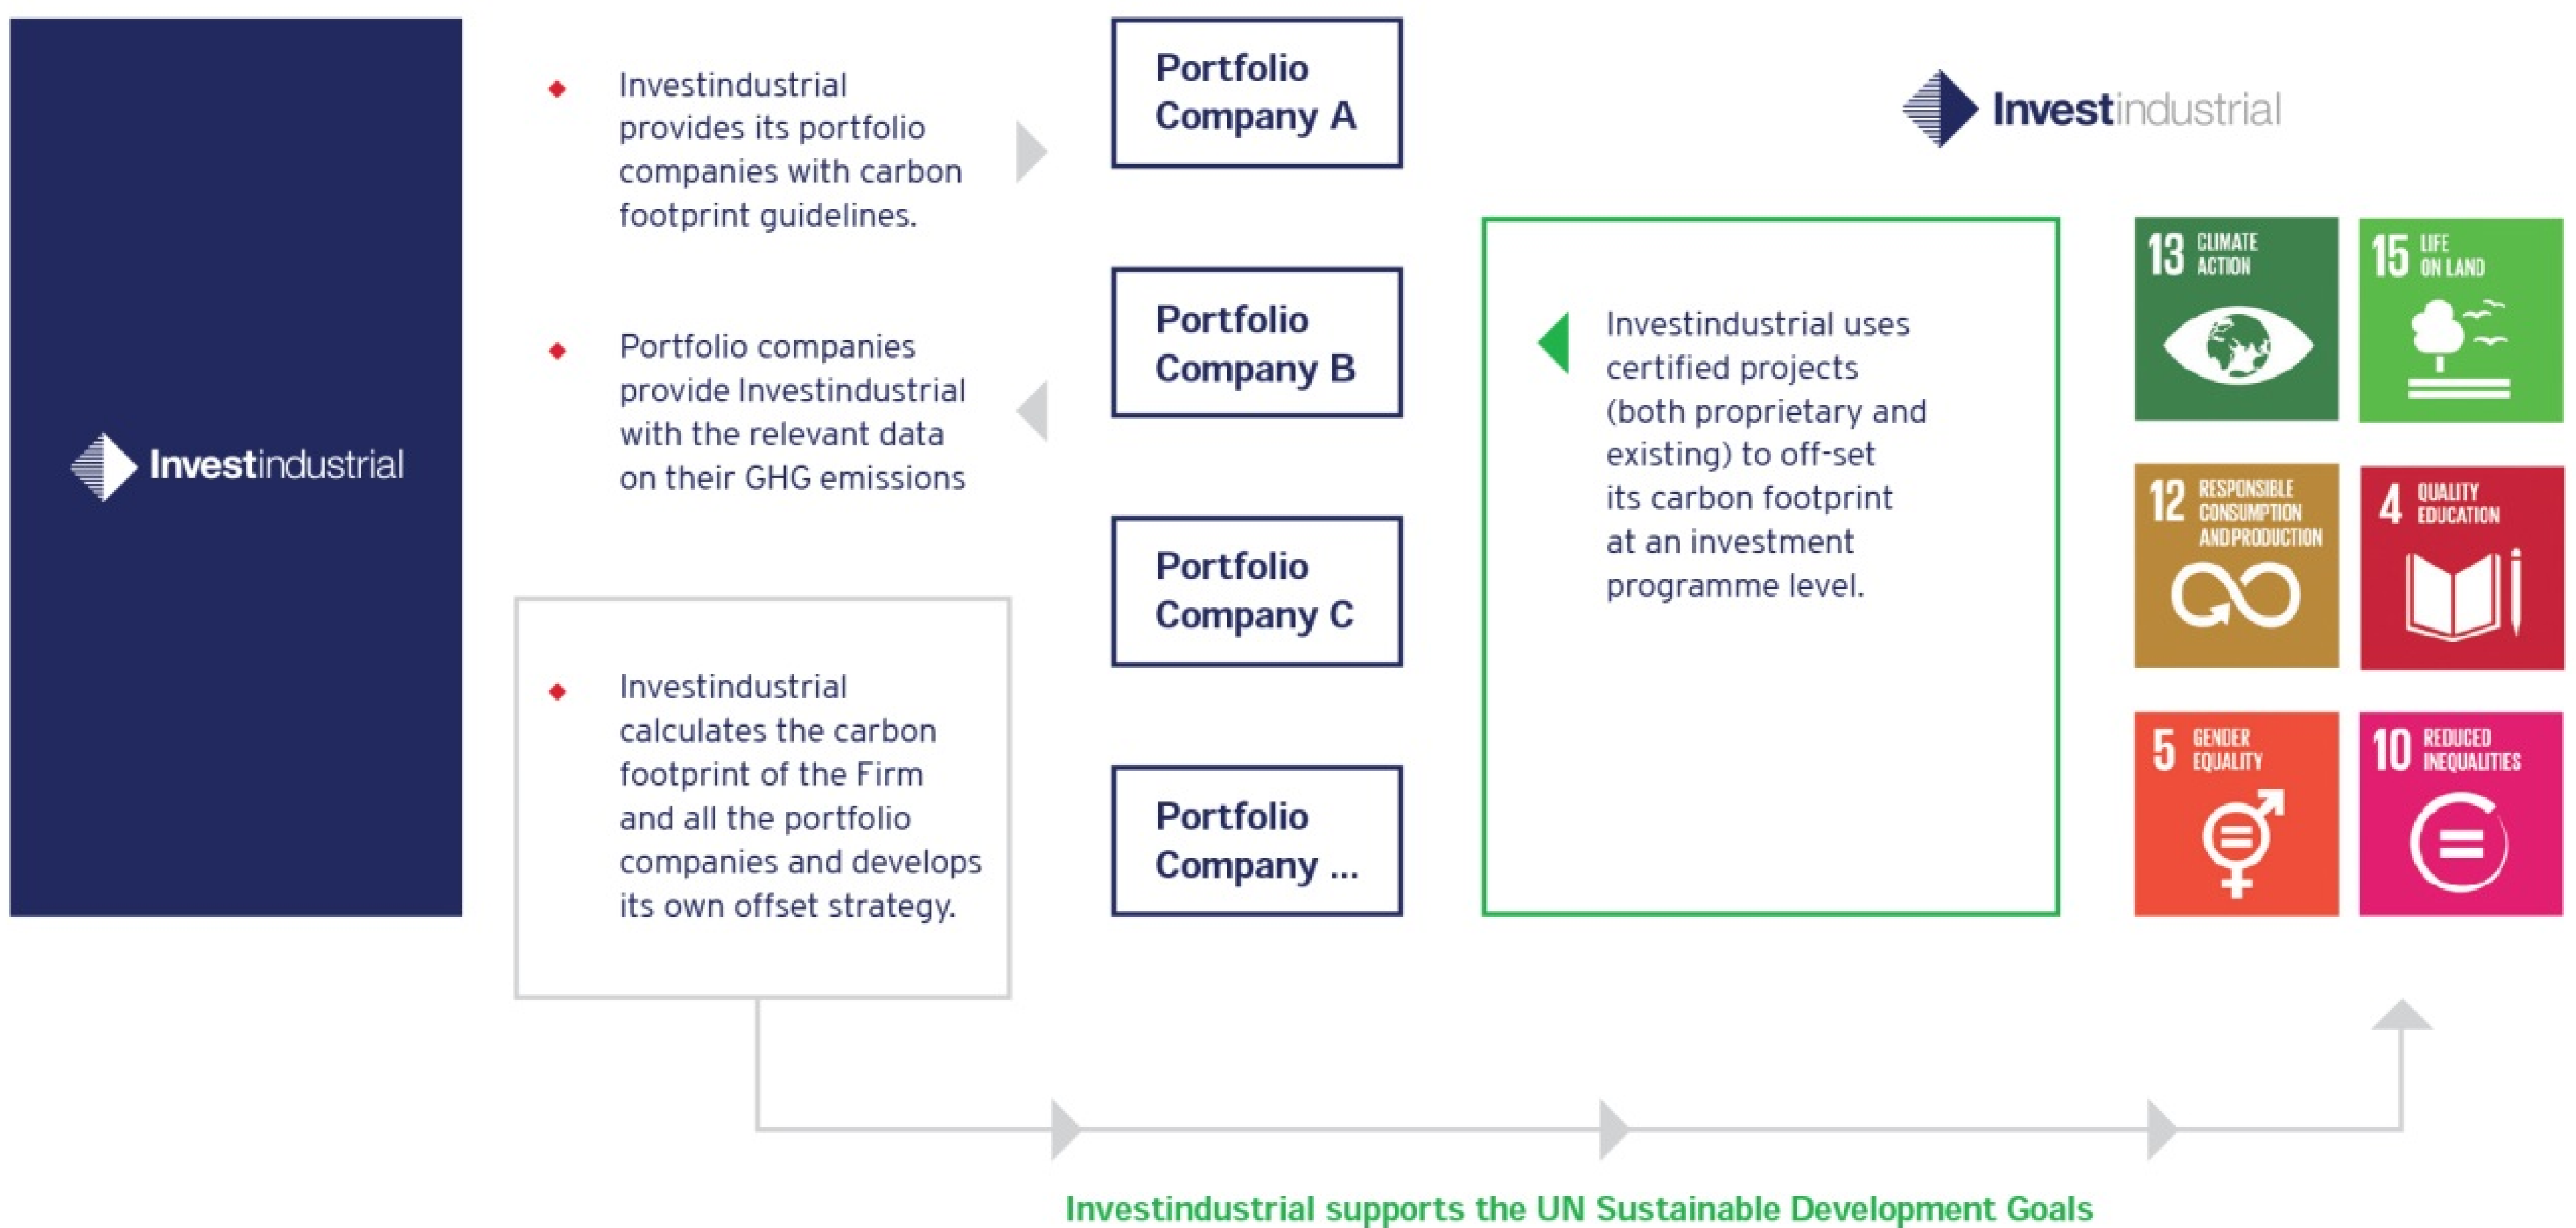 Investindustrial
Investindustrial
provides its portfolio
companies with carbon
footprint guidelines.
Portfolio companies
provide Investindustrial
with the relevant data
on their GHG emissions
Investindustrial
calculates the carbon
footprint of the Firm
and all the portfolio
companies and develops
its own offset strategy.
Portfolio
Company A
Portfolio
Company B
Portfolio
Company C
Portfolio
Company ...
Investindustrial
Investindustrial uses
certified projects
(both proprietary and
existing) to off-set
its carbon footprint
at an investment
programme level.
13 CLIMATE
ACTION
15 LIFE
ON LAND
12 RESPONSIBLE
CONSUMPTION
AND PRODUCTION
4 QUALITY
EDUCATION
5 GENDER
EQUALITY
10 REDUCED
INEQUALITIES
Investindustrial supports the UN Sustainable Development Goals